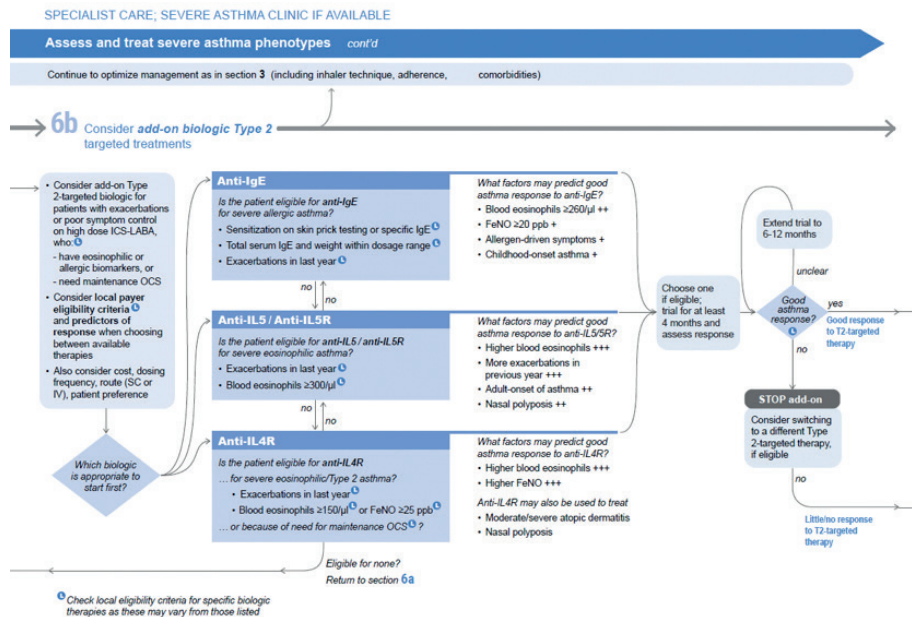 SPECIALIST CARE; SEVERE ASTHMA CLINIC IF AVAILABLE
Assess and treat severe asthma phenotypes cont'd
Continue to optimize management as in section 3 (including inhaler technique, adherence, comorbidities)
6b Consider add-on biologic Type 2
targeted treatments
• Consider add-on Type
2-targeted biologic for
patients with exacerbations
or poor symptom control
on high dose ICS-LABA,
who:
- have eosinophilic or
allergic biomarkers, or
- need maintenance OCS
• Consider local payer
eligibility criteria
and predictors of
response when choosing
between available
therapies
• Also consider cost, dosing
frequency, route (SC or
IV), patient preference
Which biologic
is appropriate to
start first?
Anti-IgE
Is the patient eligible for anti-IgE
for severe allergic asthma?
• Sensitization on skin prick testing or specific IgE
• Total serum IgE and weight within dosage range
• Exacerbations in last year
What factors may predict good
asthma response to anti-IgE?
• Blood eosinophils ≥260/µl ++
• FeNO ≥20 ppb +
• Allergen-driven symptoms +
• Childhood-onset asthma +
no
no
Anti-IL5 / Anti-IL5R
Is the patient eligible for anti-IL5 / anti-IL5R
for severe eosinophilic asthma?
• Exacerbations in last year
• Blood eosinophils ≥300/µl
What factors may predict good
asthma response to anti-IL5/5R?
• Higher blood eosinophils +++
• More exacerbations in
previous year +++
• Adult-onset of asthma ++
• Nasal polyposis ++
no
no
Anti-IL4R
Is the patient eligible for anti-IL4R
... for severe eosinophilic/Type 2 asthma?
• Exacerbations in last year
• Blood eosinophils ≥150/µl or FeNO ≥25 ppb
... or because of need for maintenance OCS ?
What factors may predict good
asthma response to anti-IL4R?
• Higher blood eosinophils +++
• Higher FeNO +++
Anti-IL4R may also be used to treat
• Moderate/severe atopic dermatitis
• Nasal polyposis
Eligible for none?
Return to section 6a
Choose one
if eligible;
trial for at least
4 months and
assess response
Extend trial to
6-12 months
unclear
Good
asthma
response?
yes
Good response
to T2-targeted
therapy
no
STOP add-on
Consider switching
to a different Type
2-targeted therapy,
if eligible
no
Little/no response
to T2-targeted
therapy
Check local eligibility criteria for specific biologic
therapies as these may vary from those listed